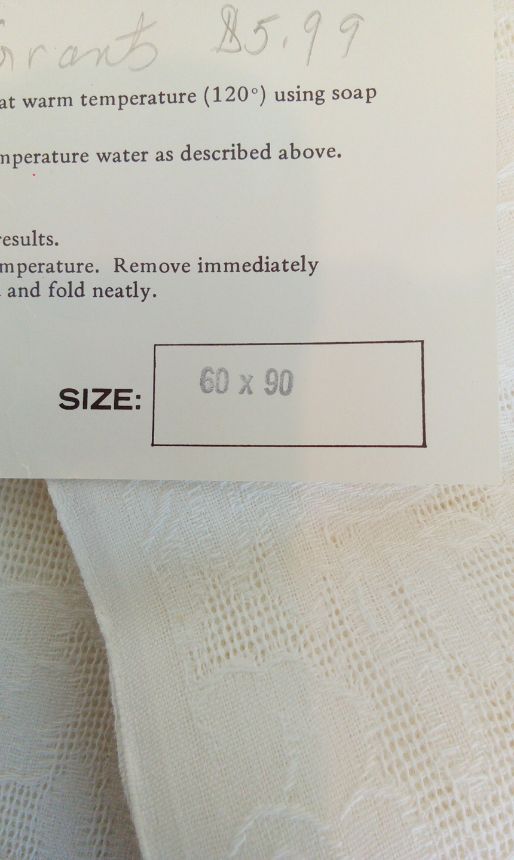 Grants $5.99
at warm temperature (120°) using soap
mperature water as described above.
results.
mperature. Remove immediately
and fold neatly.
SIZE: 60 x 90